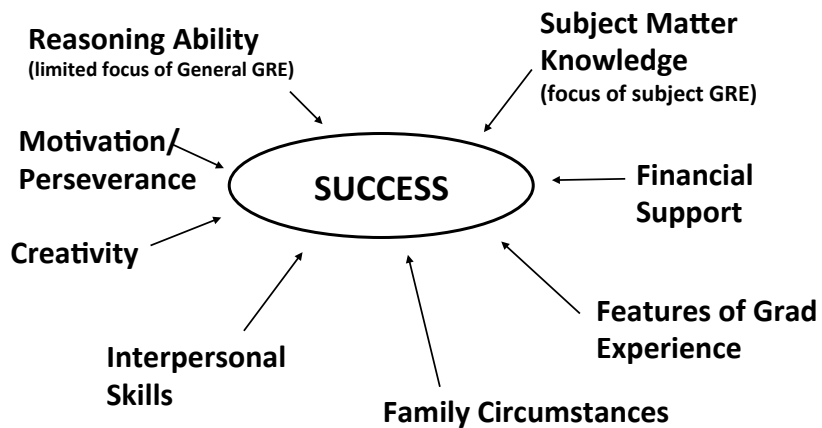 Reasoning Ability
(limited focus of General GRE)
Subject Matter
Knowledge
(focus of subject GRE)
Motivation/
Perseverance
SUCCESS
Financial
Support
Creativity
Features of Grad
Experience
Interpersonal
Skills
Family Circumstances